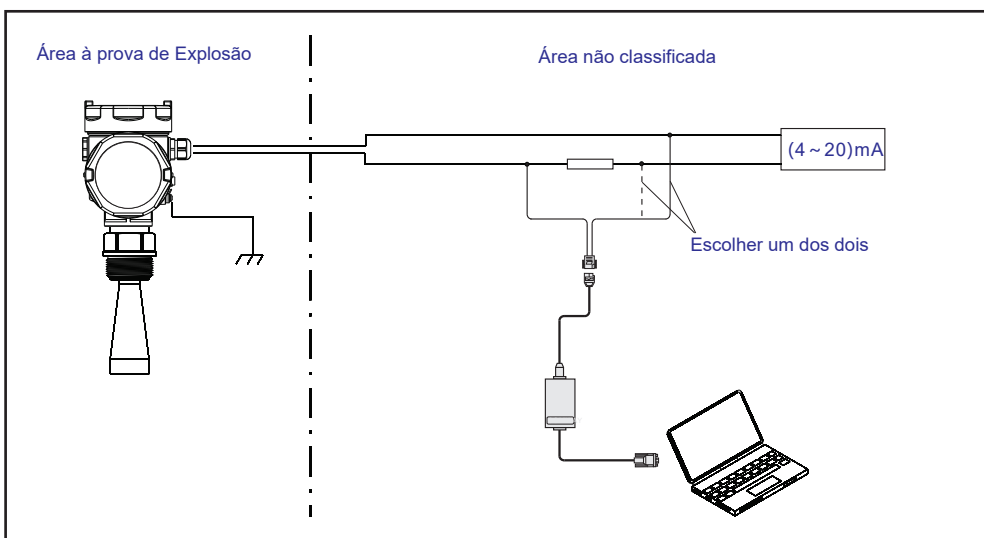 Área à prova de Explosão
Área não classificada
(4~20)mA
Escolher um dos dois